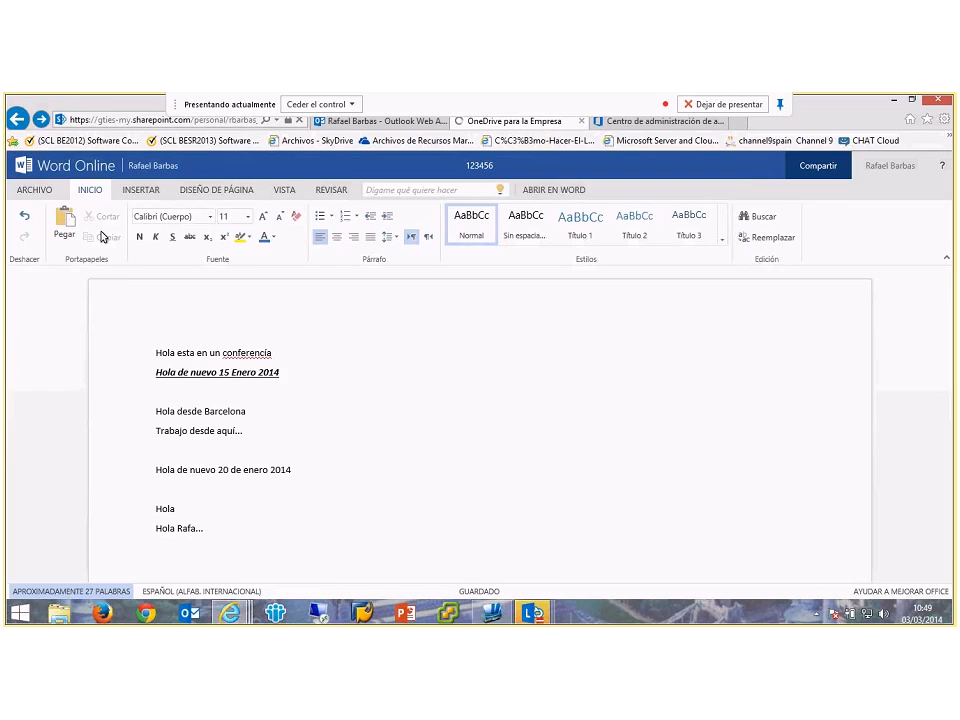 Presentando actualmente Ceder el control Dejar de presentar
https://gties-my.sharepoint.com/personal/rbarbas_ Rafael Barbas - Outlook Web A... OneDrive para la Empresa Centro de administración de a...
(SCL BE2012) Software Co... (SCL BESR2013) Software ... Archivos - SkyDrive Archivos de Recursos Mar... C%C3%B3mo-Hacer-El-I... Microsoft Server and Clou... channel9spain Channel 9 CHAT Cloud
Word Online Rafael Barbas 123456 Compartir Rafael Barbas ?
ARCHIVO INICIO INSERTAR DISEÑO DE PÁGINA VISTA REVISAR Dígame qué quiere hacer ABRIR EN WORD
Pegar Cortar Calibri (Cuerpo) 11 AaBbCc AaBbCc AaBbCc AaBbCc AaBbCc Buscar
N K S abc x₂ x² A Normal Sin espacia... Título 1 Título 2 Título 3 Reemplazar
Deshacer Portapapeles Fuente Párrafo Estilos Edición
Hola esta en un conferencía
Hola de nuevo 15 Enero 2014
Hola desde Barcelona
Trabajo desde aquí...
Hola de nuevo 20 de enero 2014
Hola
Hola Rafa...
APROXIMADAMENTE 27 PALABRAS ESPAÑOL (ALFAB. INTERNACIONAL) GUARDADO AYUDAR A MEJORAR OFFICE
10:49
03/03/2014